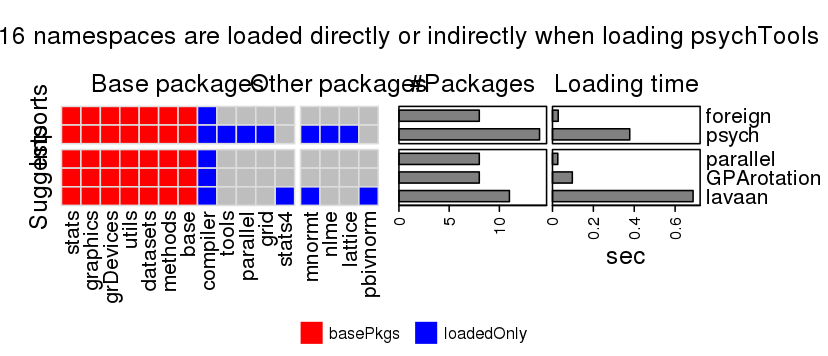 16 namespaces are loaded directly or indirectly when loading psychTools
Base packages
Other packages
#Packages
Loading time
Imports
Suggests
foreign
psych
parallel
GPArotation
lavaan
stats
graphics
grDevices
utils
datasets
methods
base
compiler
tools
parallel
grid
stats4
mnormt
nlme
lattice
pbivnorm
0
5
10
0
0.2
0.4
0.6
sec
basePkgs
loadedOnly